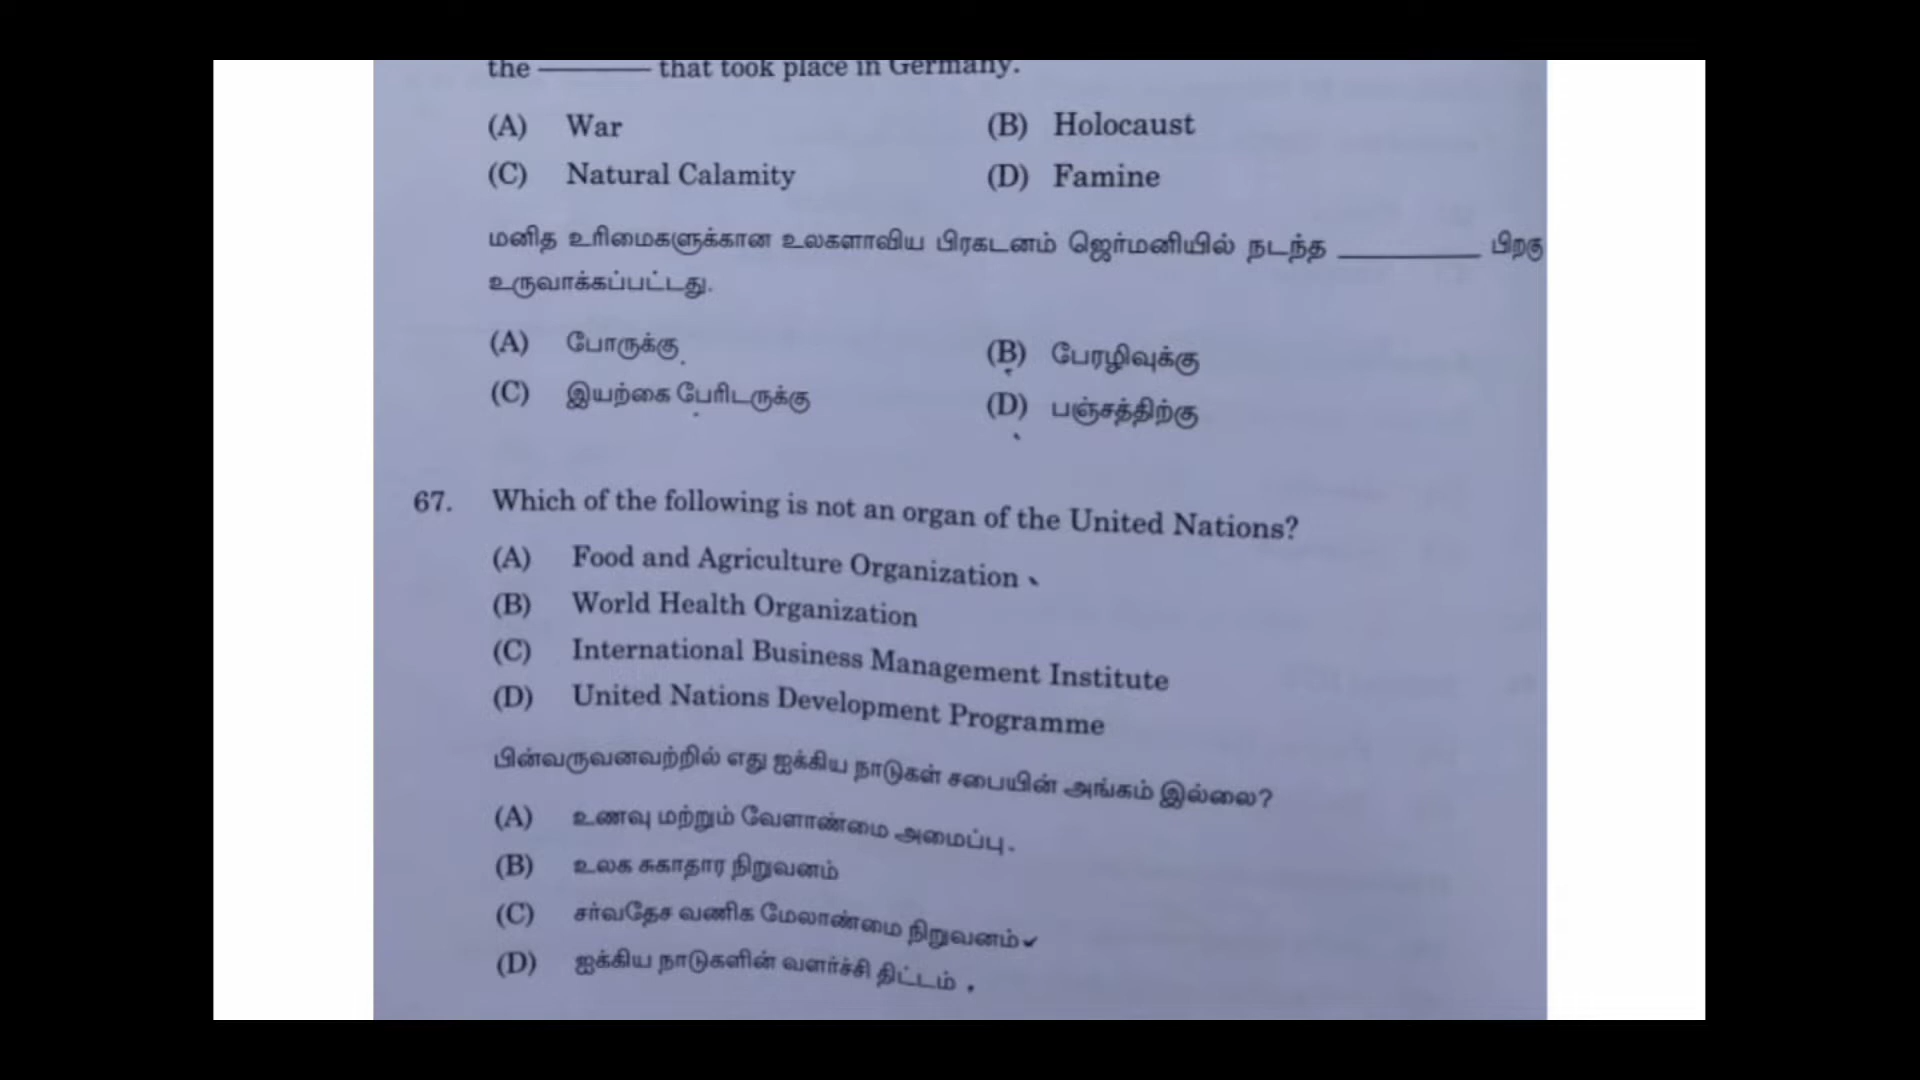 the ———— that took place in Germany.
(A) War (B) Holocaust
(C) Natural Calamity (D) Famine
மனித உரிமைகளுக்கான உலகளாவிய பிரகடனம் ஜெர்மனியில் நடந்த ________ பிறகு
உருவாக்கப்பட்டது.
(A) போருக்கு (B) பேரழிவுக்கு
(C) இயற்கை பேரிடருக்கு (D) பஞ்சத்திற்கு
67. Which of the following is not an organ of the United Nations?
(A) Food and Agriculture Organization
(B) World Health Organization
(C) International Business Management Institute
(D) United Nations Development Programme
பின்வருவனவற்றில் எது ஐக்கிய நாடுகள் சபையின் அங்கம் இல்லை?
(A) உணவு மற்றும் வேளாண்மை அமைப்பு.
(B) உலக சுகாதார நிறுவனம்
(C) சர்வதேச வணிக மேலாண்மை நிறுவனம் ✓
(D) ஐக்கிய நாடுகளின் வளர்ச்சி திட்டம்.